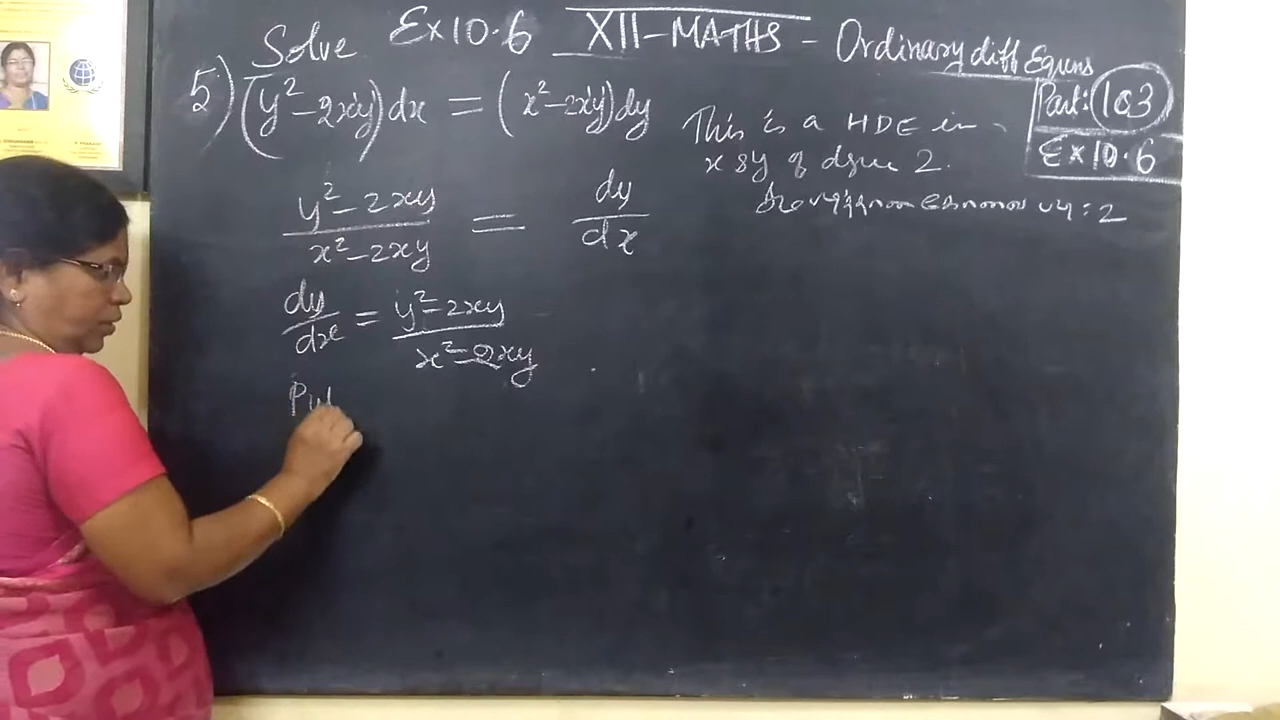 Solve Ex 10.6 XII-MATHS - Ordinary diff Equns
5) (y² - 2xy) dx = (x² - 2xy) dy
Part: 103
Ex 10.6
This is a HDE in
x & y of dgree 2.
y² - 2xy / x² - 2xy = dy / dx
: 2
dy / dx = y² - 2xy / x² - 2xy
Put